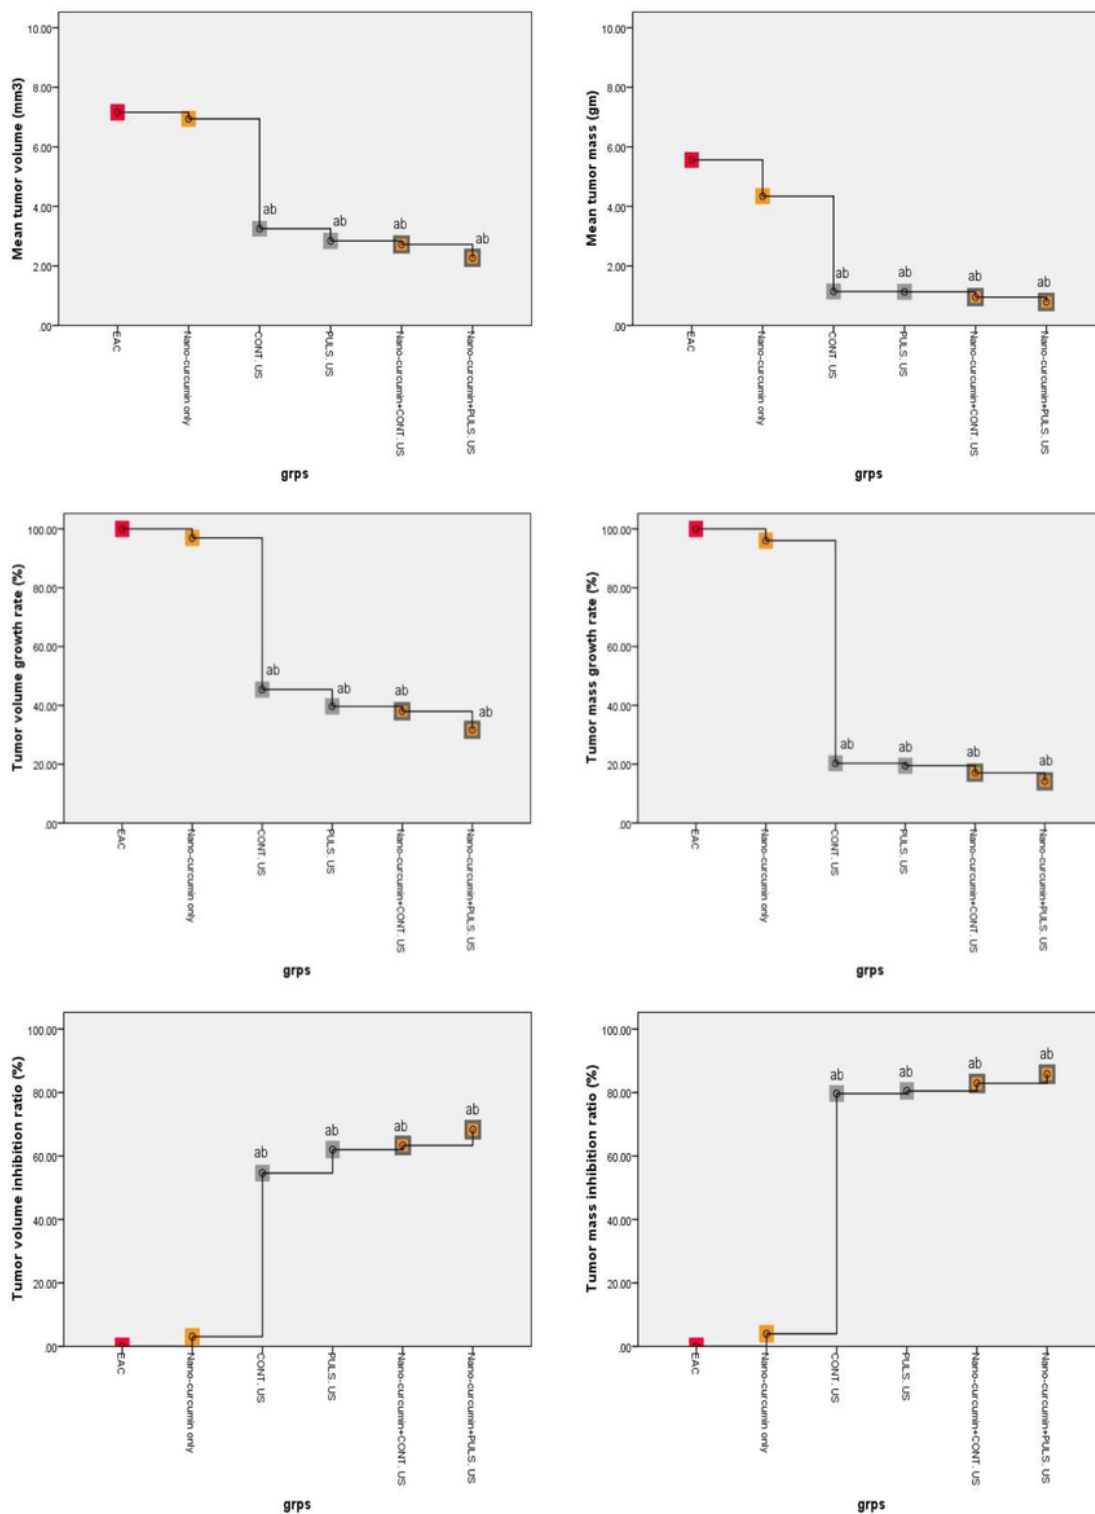 10.00
8.00
6.00
4.00
2.00
.00
Mean tumor volume (mm3)
ab
ab
ab
ab
EAC
Nano-curcumin only
CONT. US
PULS. US
Nano-curcumin+CONT. US
Nano-curcumin+PULS. US
grps
10.00
8.00
6.00
4.00
2.00
.00
Mean tumor mass (gm)
ab
ab
ab
ab
EAC
Nano-curcumin only
CONT. US
PULS. US
Nano-curcumin+CONT. US
Nano-curcumin+PULS. US
grps
100.00
80.00
60.00
40.00
20.00
.00
Tumor volume growth rate (%)
ab
ab
ab
ab
EAC
Nano-curcumin only
CONT. US
PULS. US
Nano-curcumin+CONT. US
Nano-curcumin+PULS. US
grps
100.00
80.00
60.00
40.00
20.00
.00
Tumor mass growth rate (%)
ab
ab
ab
ab
EAC
Nano-curcumin only
CONT. US
PULS. US
Nano-curcumin+CONT. US
Nano-curcumin+PULS. US
grps
100.00
80.00
60.00
40.00
20.00
.00
Tumor volume inhibition ratio (%)
ab
ab
ab
ab
EAC
Nano-curcumin only
CONT. US
PULS. US
Nano-curcumin+CONT. US
Nano-curcumin+PULS. US
grps
100.00
80.00
60.00
40.00
20.00
.00
Tumor mass inhibition ratio (%)
ab
ab
ab
ab
EAC
Nano-curcumin only
CONT. US
PULS. US
Nano-curcumin+CONT. US
Nano-curcumin+PULS. US
grps